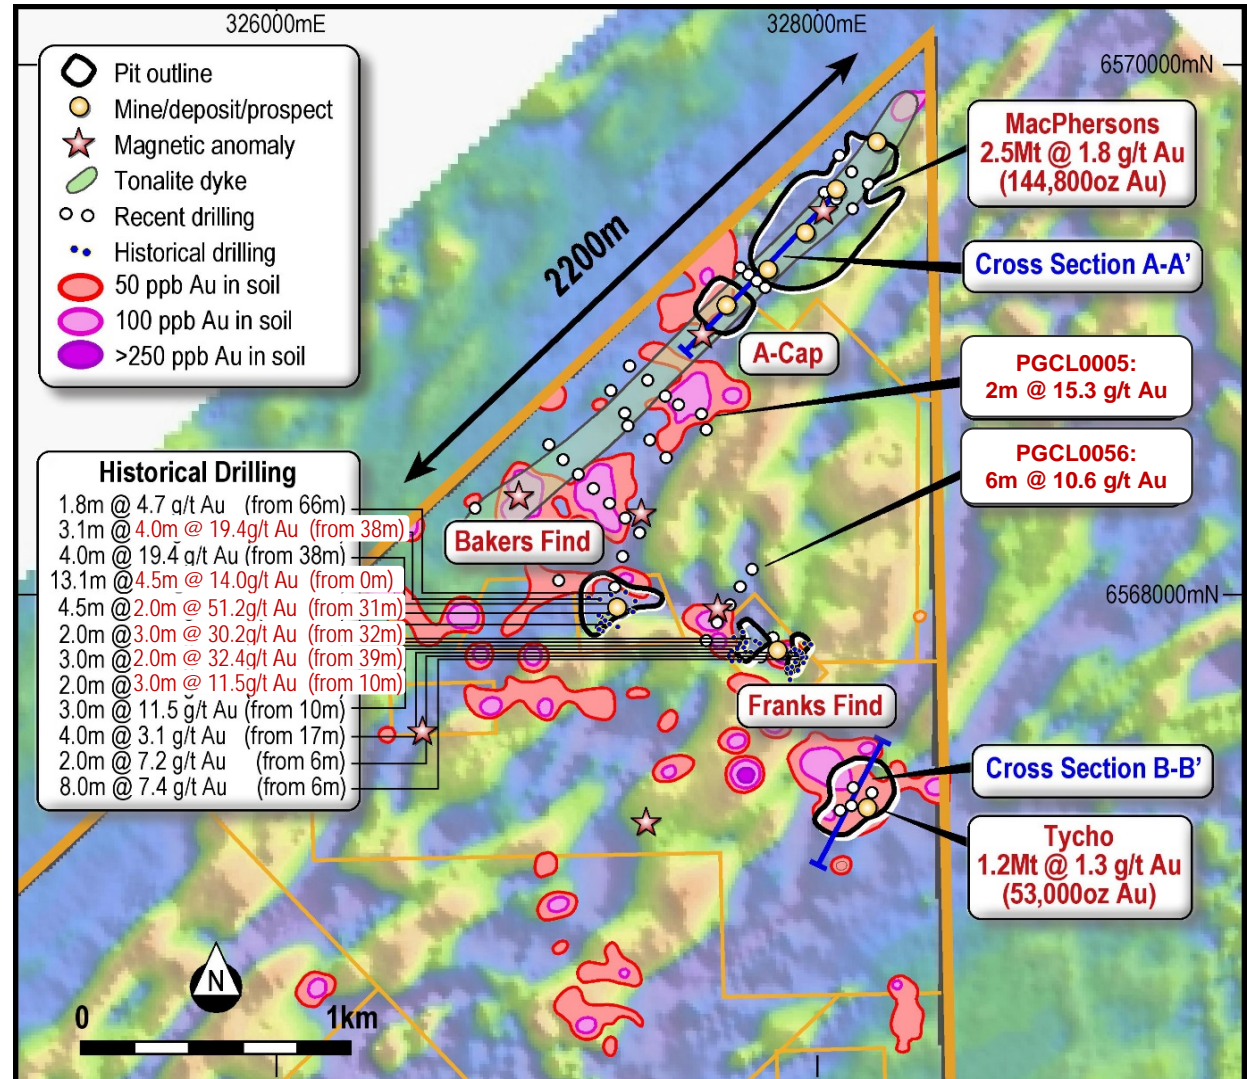 326000mE
328000mE
6570000mN
Pit outline
Mine/deposit/prospect
Magnetic anomaly
Tonalite dyke
Recent drilling
Historical drilling
50 ppb Au in soil
100 ppb Au in soil
>250 ppb Au in soil
2200m
MacPhersons
2.5Mt @ 1.8 g/t Au
(144,800oz Au)
Cross Section A-A’
A-Cap
PGCL0005:
2m @ 15.3 g/t Au
PGCL0056:
6m @ 10.6 g/t Au
Historical Drilling
1.8m @ 4.7 g/t Au (from 66m)
3.1m @ 4.0m @ 19.4g/t Au (from 38m)
4.0m @ 19.4 g/t Au (from 38m)
13.1m @ 4.5m @ 14.0g/t Au (from 0m)
4.5m @ 2.0m @ 51.2g/t Au (from 31m)
2.0m @ 3.0m @ 30.2g/t Au (from 32m)
3.0m @ 2.0m @ 32.4g/t Au (from 39m)
2.0m @ 3.0m @ 11.5g/t Au (from 10m)
3.0m @ 11.5 g/t Au (from 10m)
4.0m @ 3.1 g/t Au (from 17m)
2.0m @ 7.2 g/t Au (from 6m)
8.0m @ 7.4 g/t Au (from 6m)
Bakers Find
6568000mN
Franks Find
Cross Section B-B’
Tycho
1.2Mt @ 1.3 g/t Au
(53,000oz Au)
N
0 1km